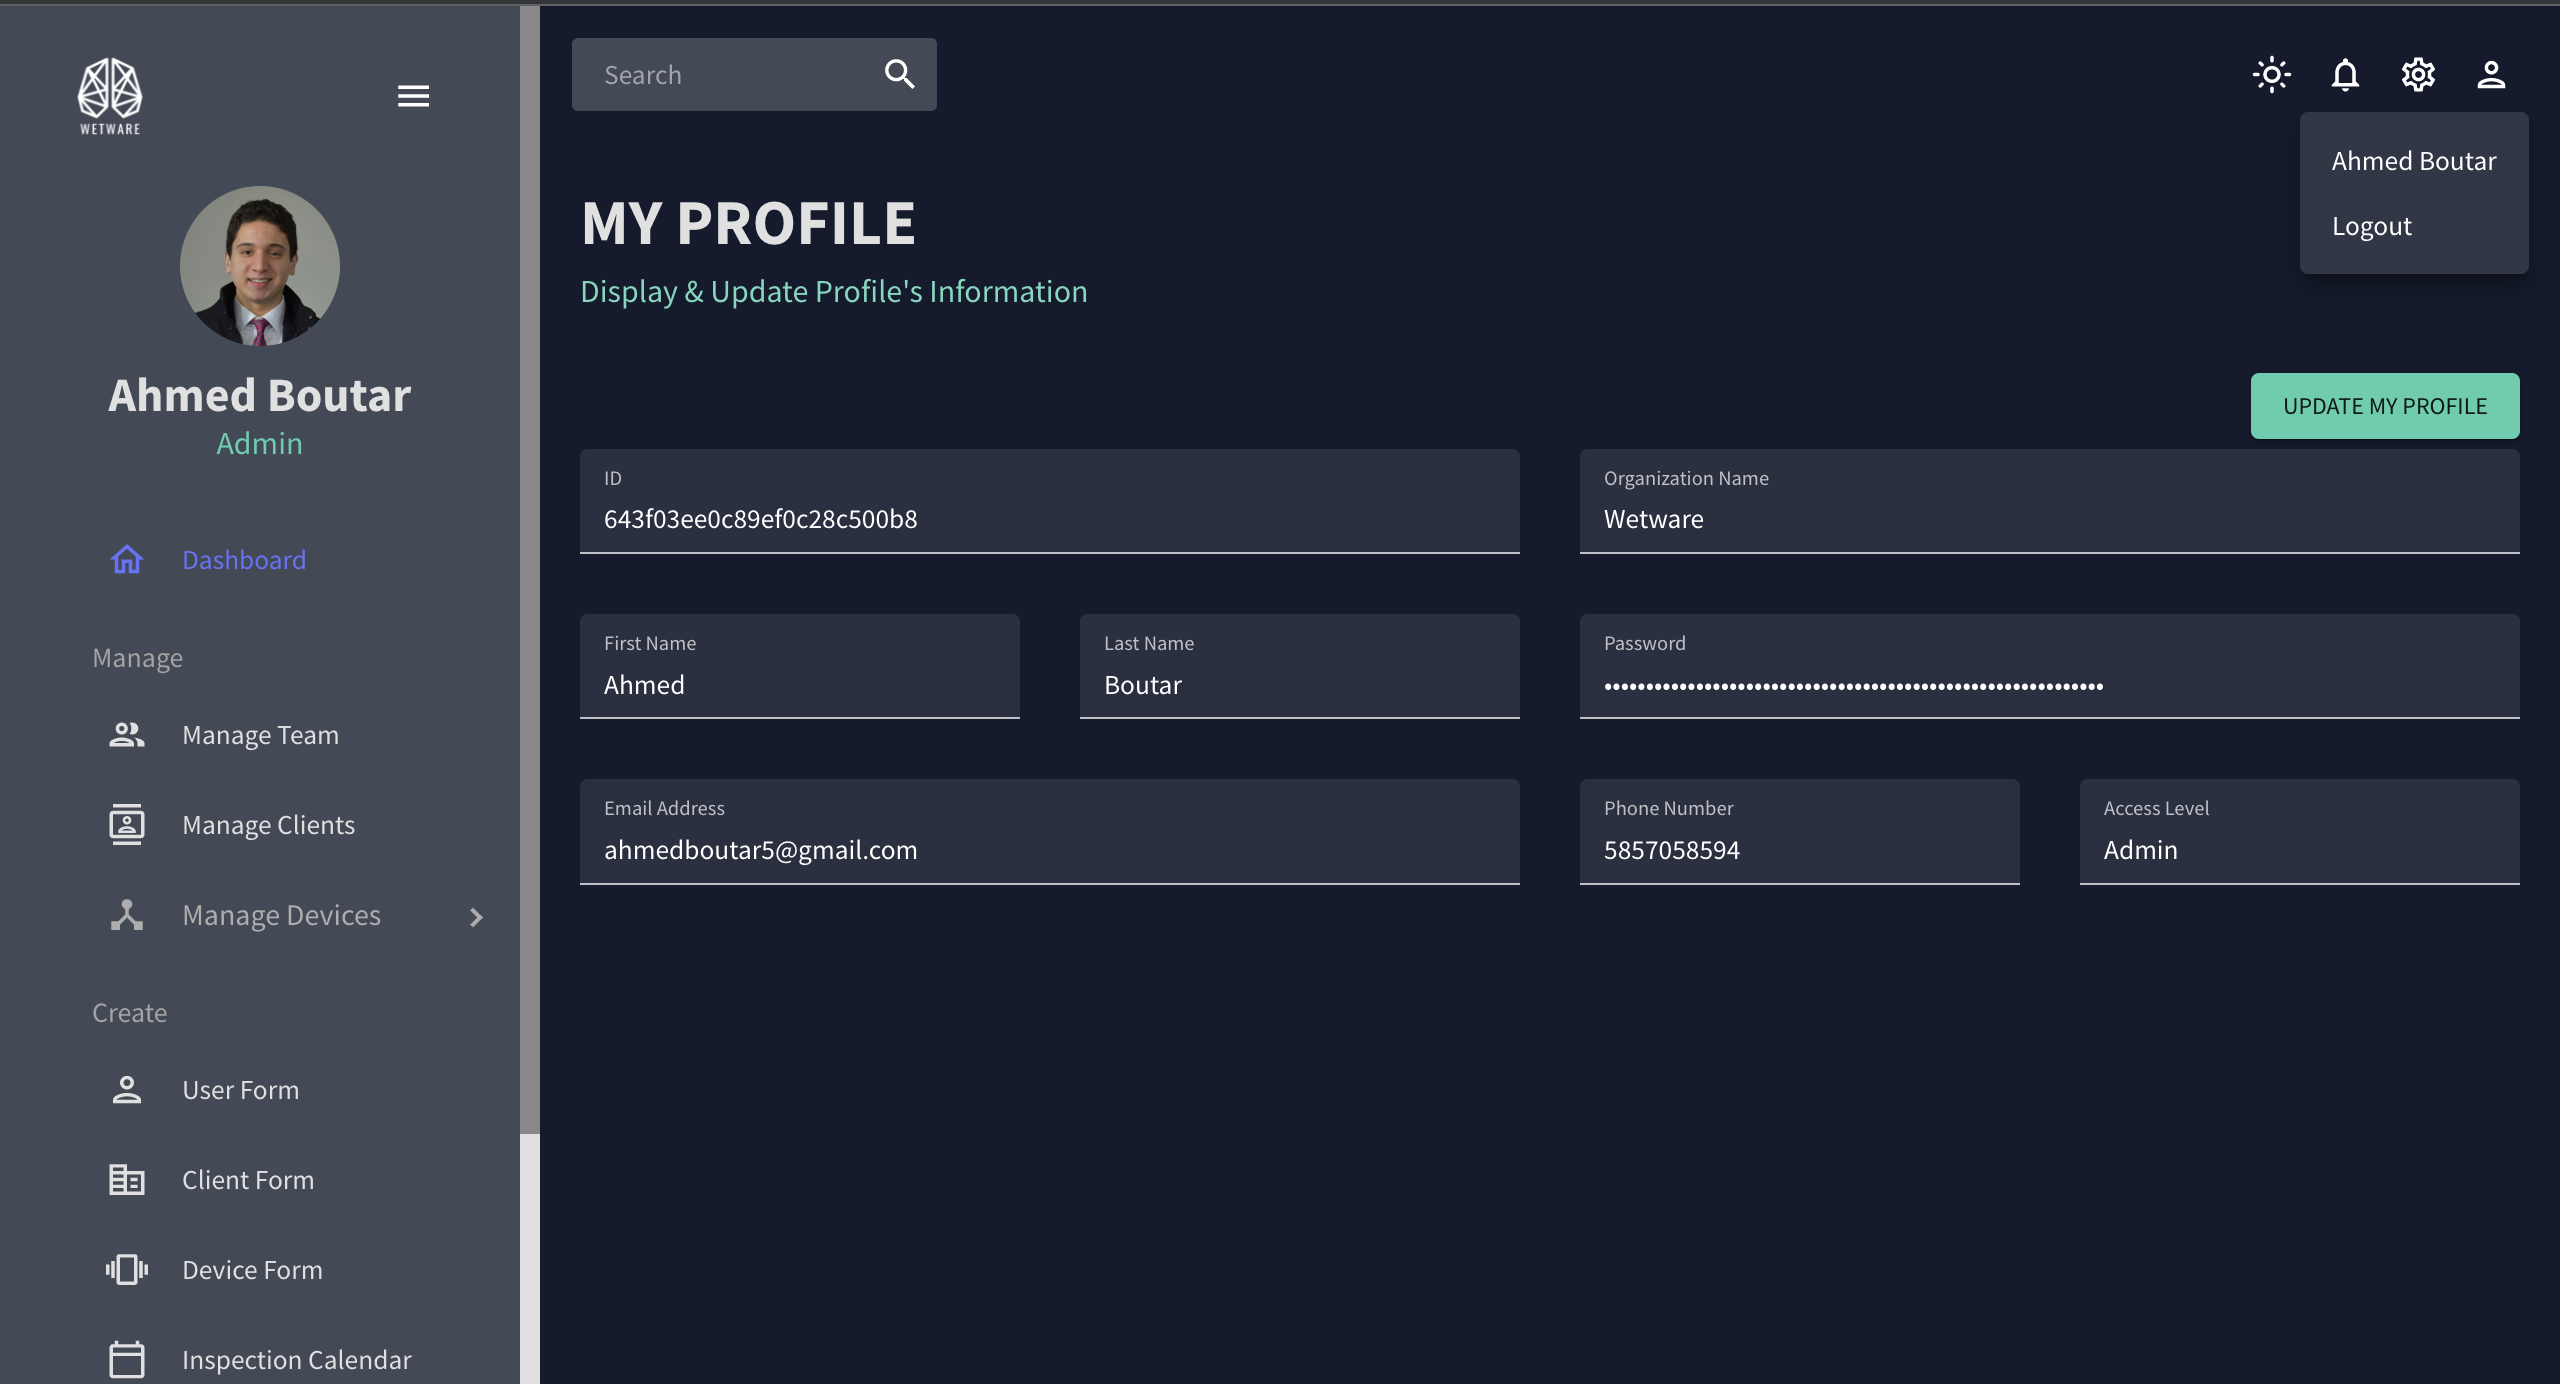 WETWARE
Ahmed Boutar
Admin
Dashboard
Manage
Manage Team
Manage Clients
Manage Devices
Create
User Form
Client Form
Device Form
Inspection Calendar
Search
Ahmed Boutar
Logout
MY PROFILE
Display & Update Profile's Information
UPDATE MY PROFILE
ID
643f03ee0c89ef0c28c500b8
Organization Name
Wetware
First Name
Ahmed
Last Name
Boutar
Password
••••••••••••••••••••••••••••••••••••••••••••••••••••••••••••
Email Address
ahmedboutar5@gmail.com
Phone Number
5857058594
Access Level
Admin